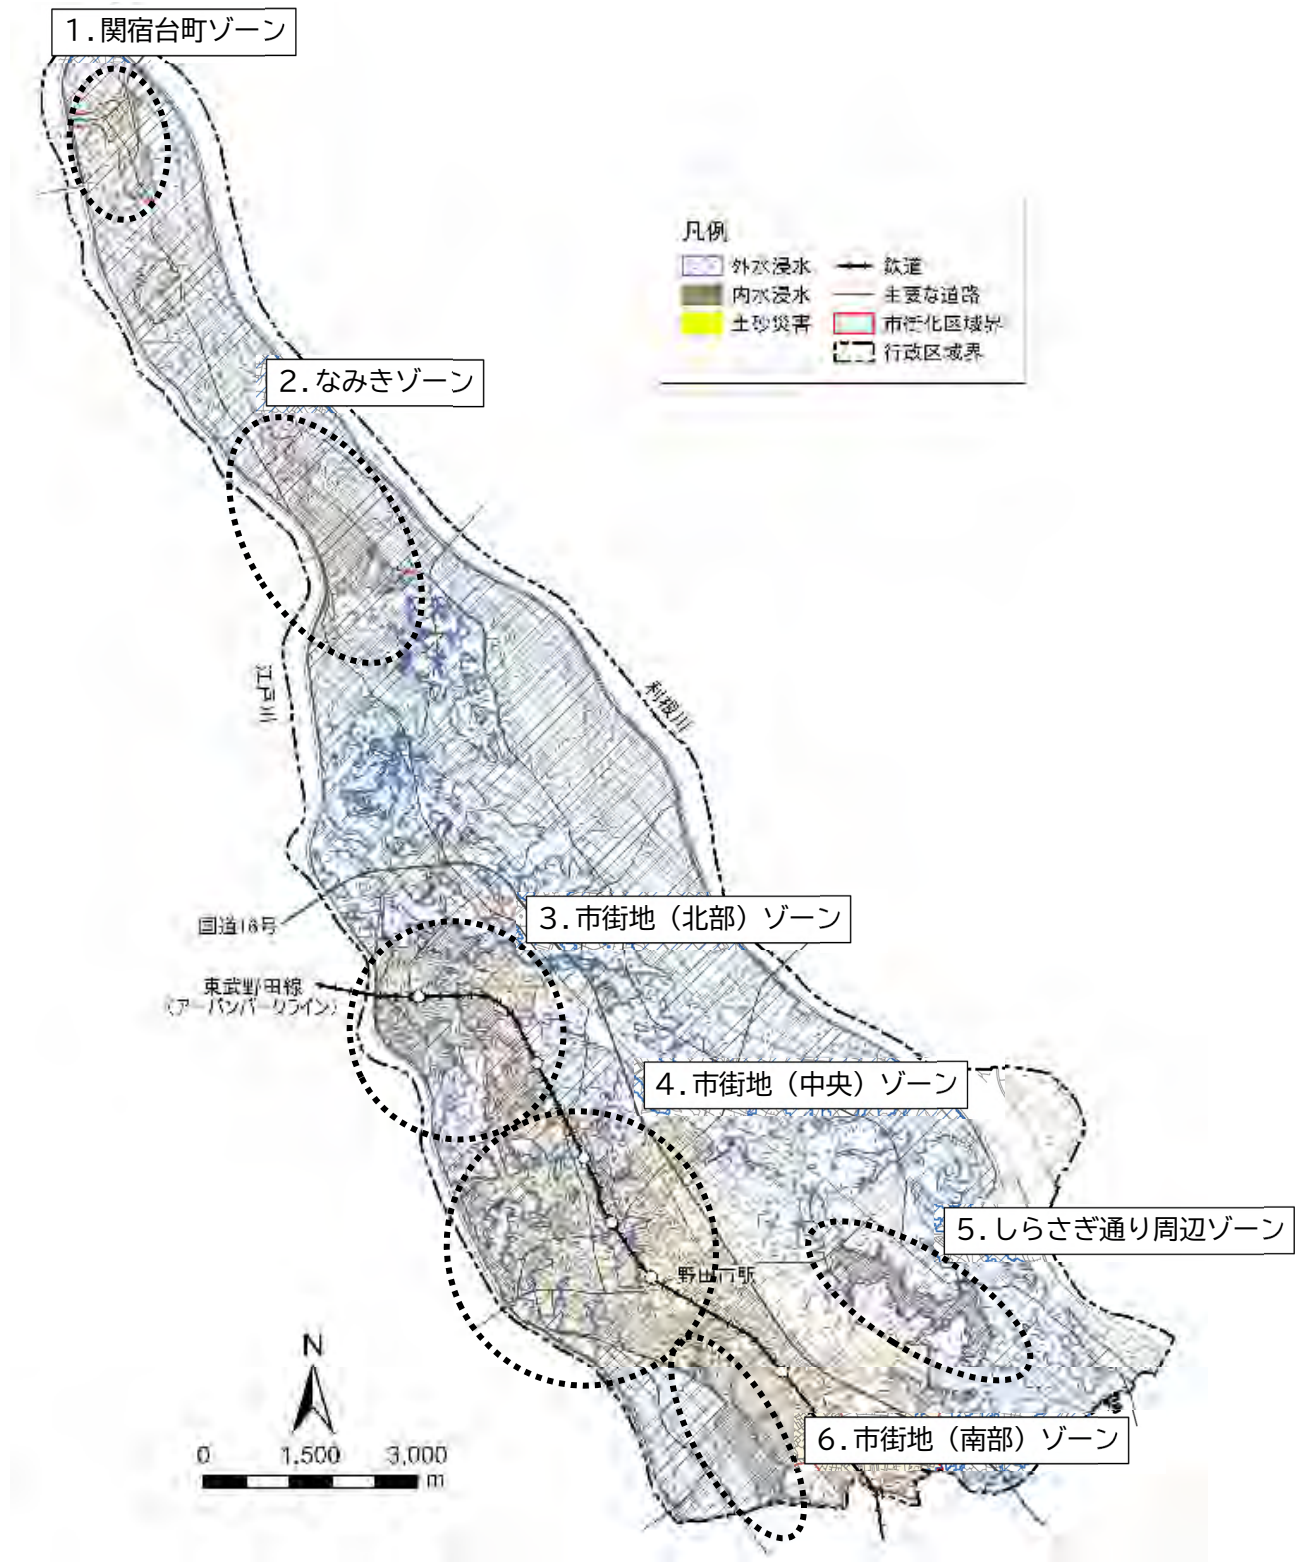 1.関宿台町ゾーン
凡例
外水浸水
鉄道
内水浸水
主要な道路
土砂災害
市街化区域界
行政区域界
2.なみきゾーン
江戸川
利根川
3.市街地(北部)ゾーン
国道16号
東武野田線
(アーバンパークライン)
4.市街地(中央)ゾーン
5.しらさぎ通り周辺ゾーン
野田市駅
N
0 1,500 3,000
m
6.市街地(南部)ゾーン